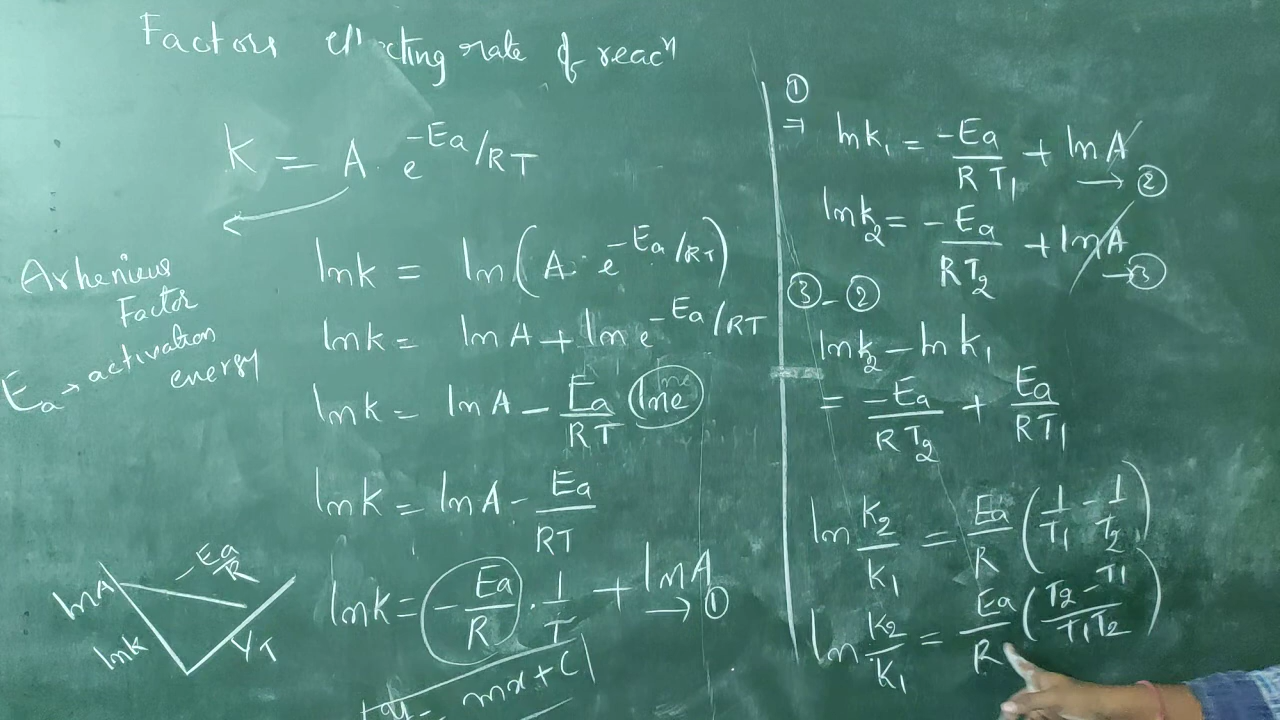 Factors effecting rate of reacⁿ
K = A · e^(-Ea/RT)
Arhenieus
Factor
Ea → activation
energy
lnk = ln(A · e^(-Ea/RT))
lnk = lnA + ln e^(-Ea/RT)
lnk = lnA - Ea/RT lne
lnk = lnA - Ea/RT
lnk = -Ea/R · 1/T + lnA → ①
y = mx + C
lnA
-Ea/R
lnk
1/T
①
⇒ lnk₁ = -Ea/RT₁ + lnA → ②
lnk₂ = -Ea/RT₂ + lnA → ③
③ - ②
lnk₂ - lnk₁
= -Ea/RT₂ + Ea/RT₁
ln K₂/K₁ = Ea/R (1/T₁ - 1/T₂)
ln K₂/K₁ = Ea/R (T₂ - T₁/T₁T₂)